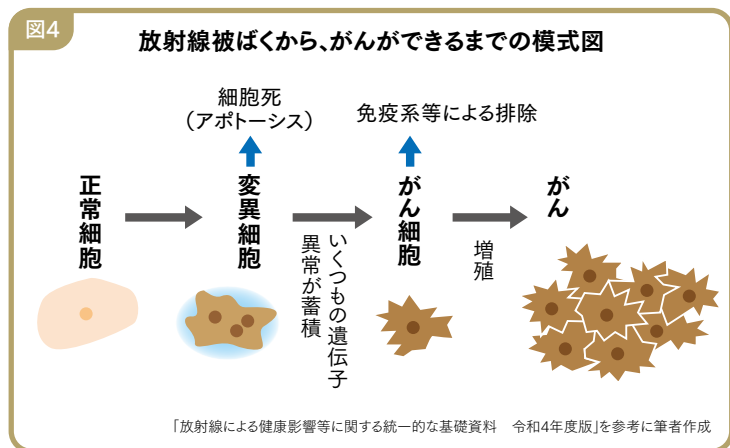 図4
放射線被ばくから、がんができるまでの模式図
細胞死
（アポトーシス）
免疫系等による排除
正常細胞
変異細胞
がん細胞
がん
いくつもの遺伝子
異常が蓄積
増殖
「放射線による健康影響等に関する統一的な基礎資料　令和4年度版」を参考に筆者作成